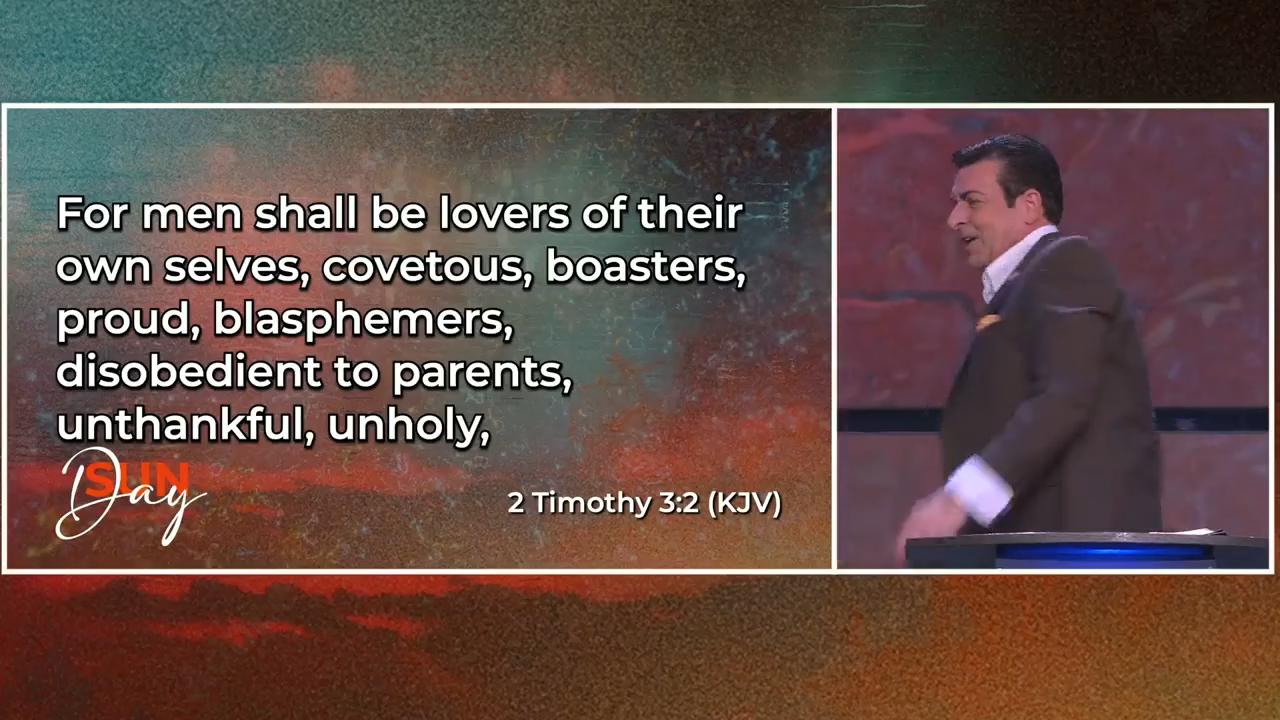 For men shall be lovers of their
own selves, covetous, boasters,
proud, blasphemers,
disobedient to parents,
unthankful, unholy,
SUN
Day
2 Timothy 3:2 (KJV)